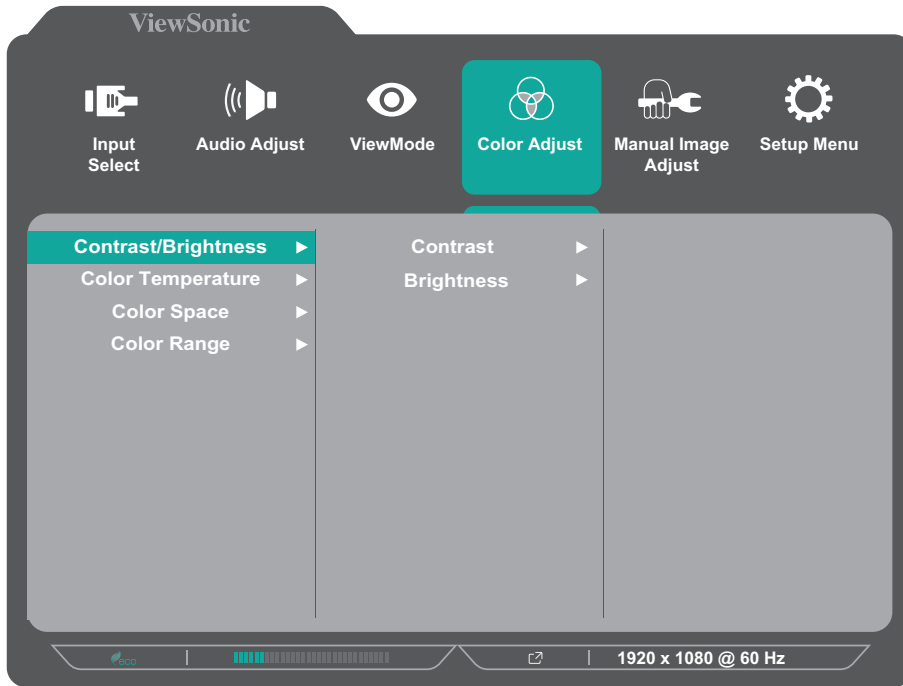 ViewSonic
Input
Select
Audio Adjust
ViewMode
Color Adjust
Manual Image
Adjust
Setup Menu
Contrast/Brightness
Color Temperature
Color Space
Color Range
Contrast
Brightness
eco
1920 x 1080 @ 60 Hz